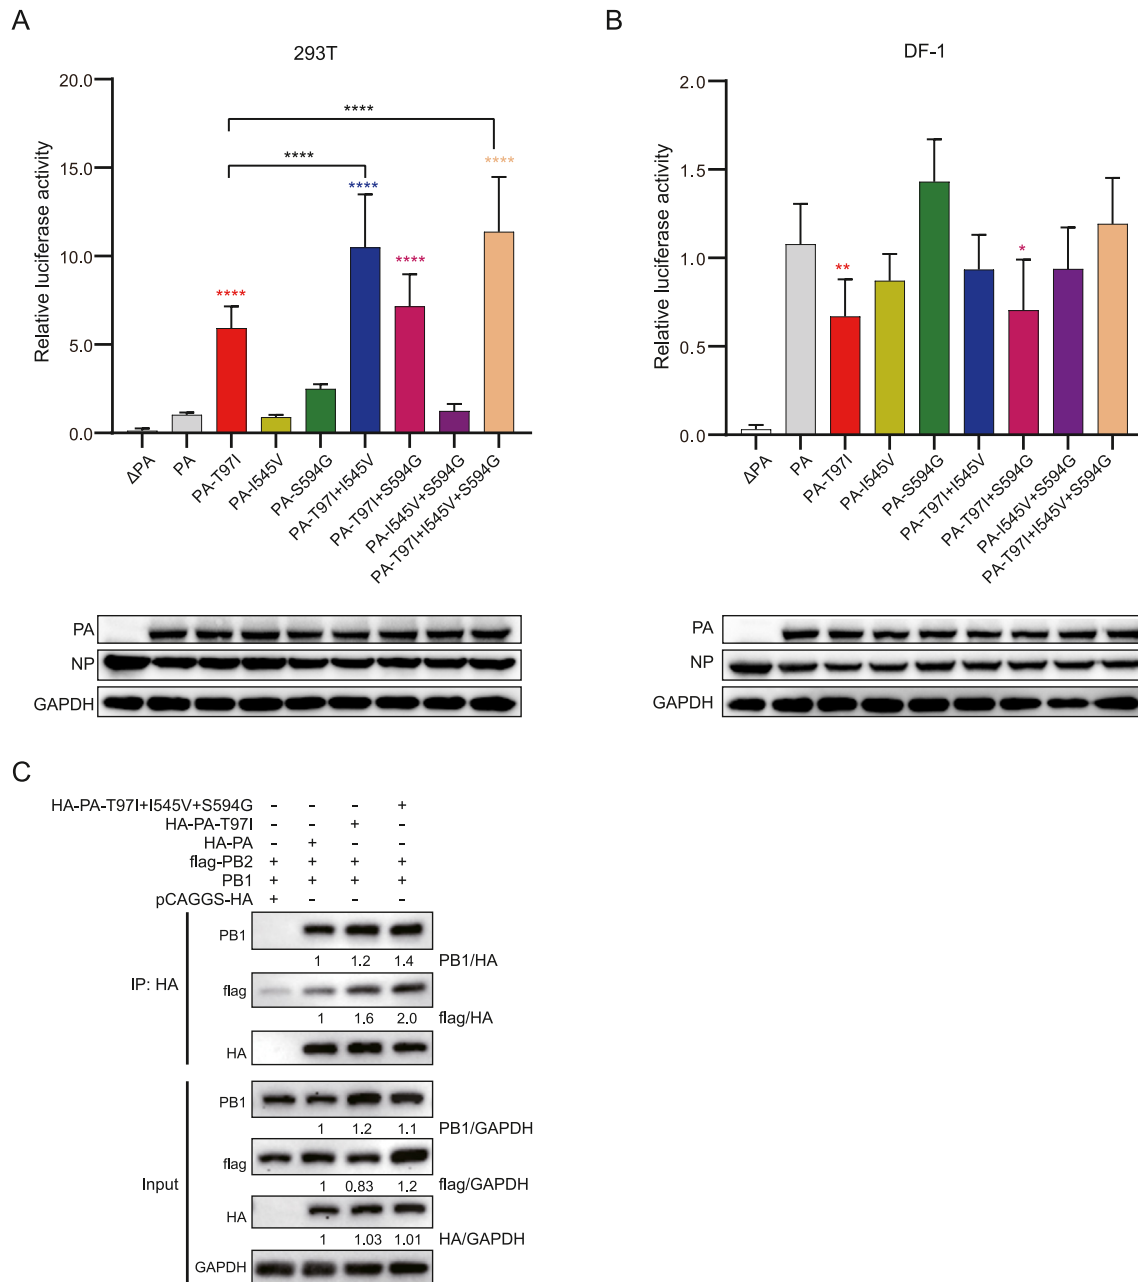 A
293T
Relative luciferase activity
20.0
15.0
10.0
5.0
0.0
****
****
****
****
****
****
ΔPA
PA
PA-T97I
PA-I545V
PA-S594G
PA-T97I+I545V
PA-T97I+S594G
PA-I545V+S594G
PA-T97I+I545V+S594G
PA
NP
GAPDH
B
DF-1
Relative luciferase activity
2.0
1.5
1.0
0.5
0.0
**
*
ΔPA
PA
PA-T97I
PA-I545V
PA-S594G
PA-T97I+I545V
PA-T97I+S594G
PA-I545V+S594G
PA-T97I+I545V+S594G
PA
NP
GAPDH
C
HA-PA-T97I+I545V+S594G - - - +
HA-PA-T97I - - + -
HA-PA - + - -
flag-PB2 + + + +
PB1 + + + +
pCAGGS-HA + - - -
IP: HA
PB1
1 1.2 1.4 PB1/HA
flag
1 1.6 2.0 flag/HA
HA
Input
PB1
1 1.2 1.1 PB1/GAPDH
flag
1 0.83 1.2 flag/GAPDH
HA
1 1.03 1.01 HA/GAPDH
GAPDH